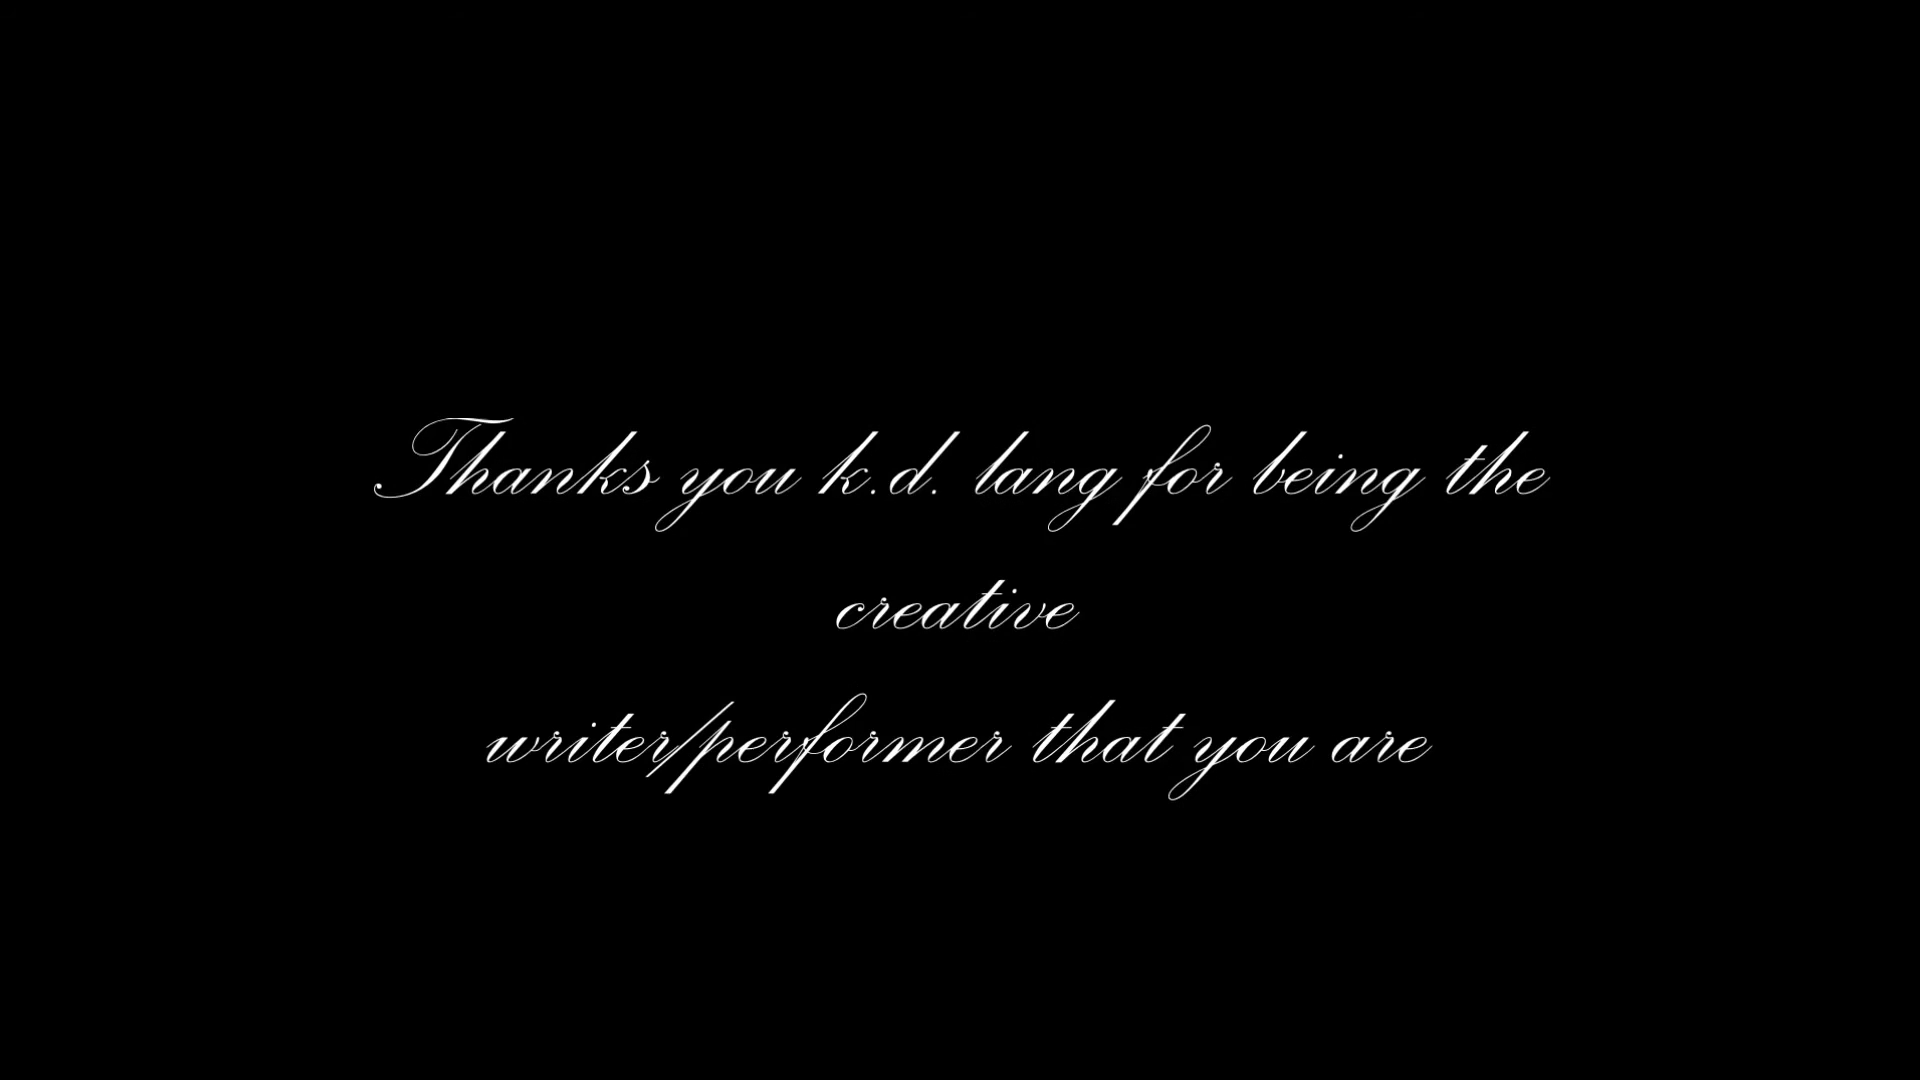 Thanks you k.d. lang for being the
creative
writer/performer that you are